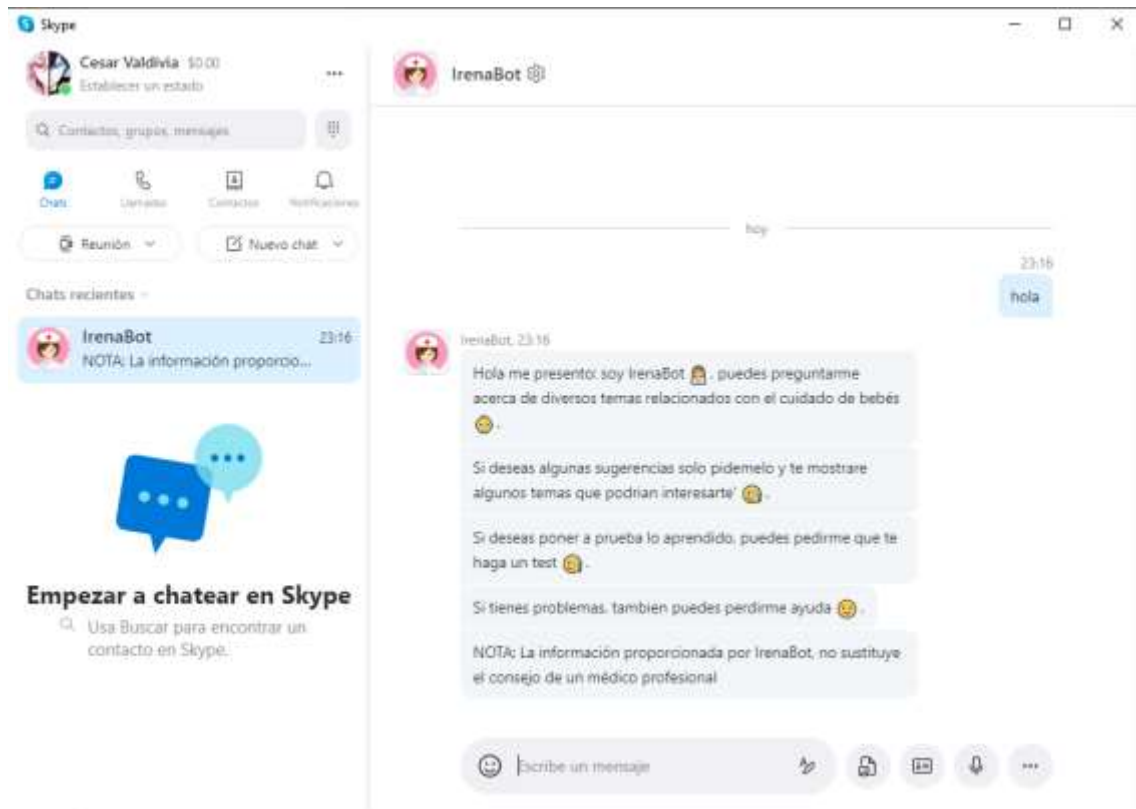 Skype
Cesar Valdivia $0.00
Establecer un estado
Contactos, grupos, mensajes
Chats
Llamadas
Contactos
Notificaciones
Reunión
Nuevo chat
Chats recientes
IrenaBot 23:16
NOTA: La información proporcio...
Empezar a chatear en Skype
Usa Buscar para encontrar un
contacto en Skype.
IrenaBot
hoy
23:16
hola
IrenaBot, 23:16
Hola me presento: soy IrenaBot , puedes preguntarme
acerca de diversos temas relacionados con el cuidado de bebés
.
Si deseas algunas sugerencias solo pidemelo y te mostrare
algunos temas que podrian interesarte' .
Si deseas poner a prueba lo aprendido, puedes pedirme que te
haga un test .
Si tienes problemas, tambien puedes perdirme ayuda .
NOTA: La información proporcionada por IrenaBot, no sustituye
el consejo de un médico profesional
Escribe un mensaje